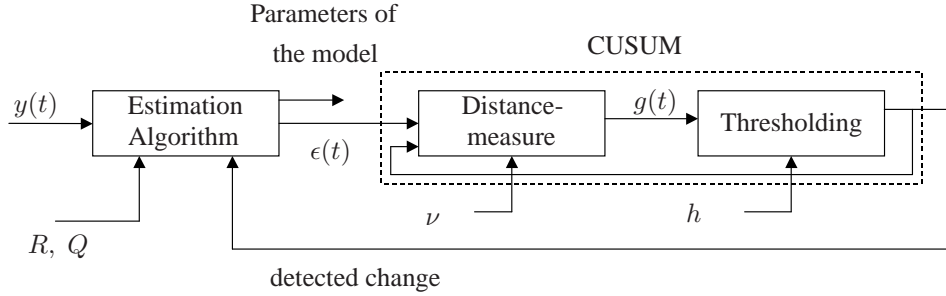 Parameters of
the model
CUSUM
y(t)
Estimation
Algorithm
ϵ(t)
Distance-
measure
g(t)
Thresholding
R, Q
ν
h
detected change